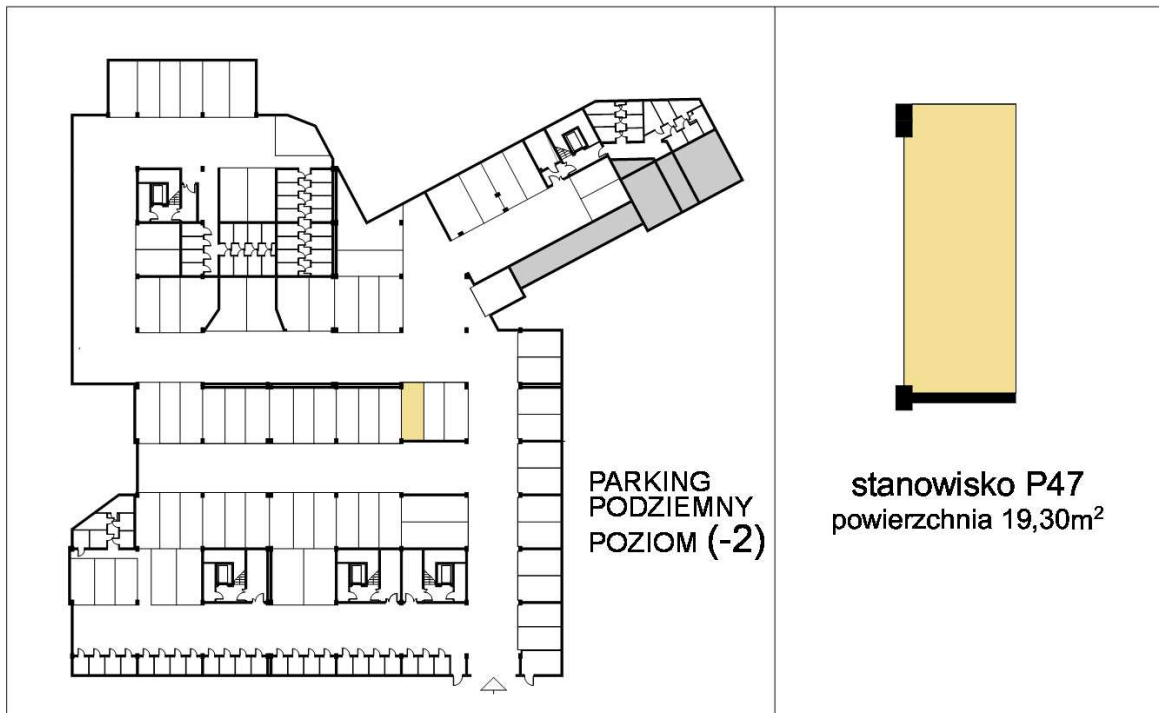 PARKING
PODZIEMNY
POZIOM (-2)
stanowisko P47
powierzchnia 19,30m²